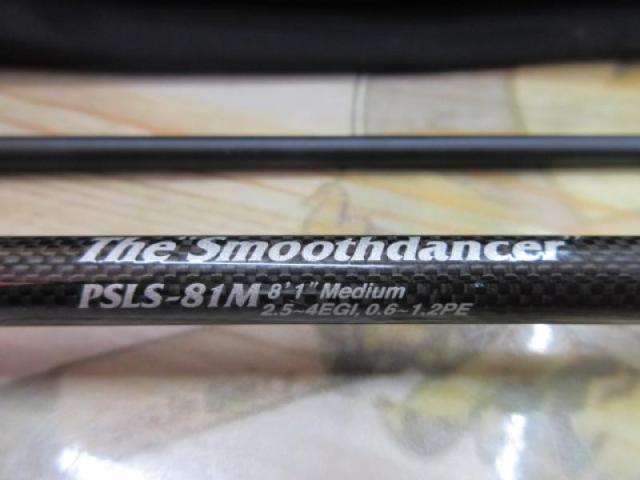 The "Smoothdancer"
PSLS-81M 8'1" Medium
2.5~4EGI, 0.6~1.2PE